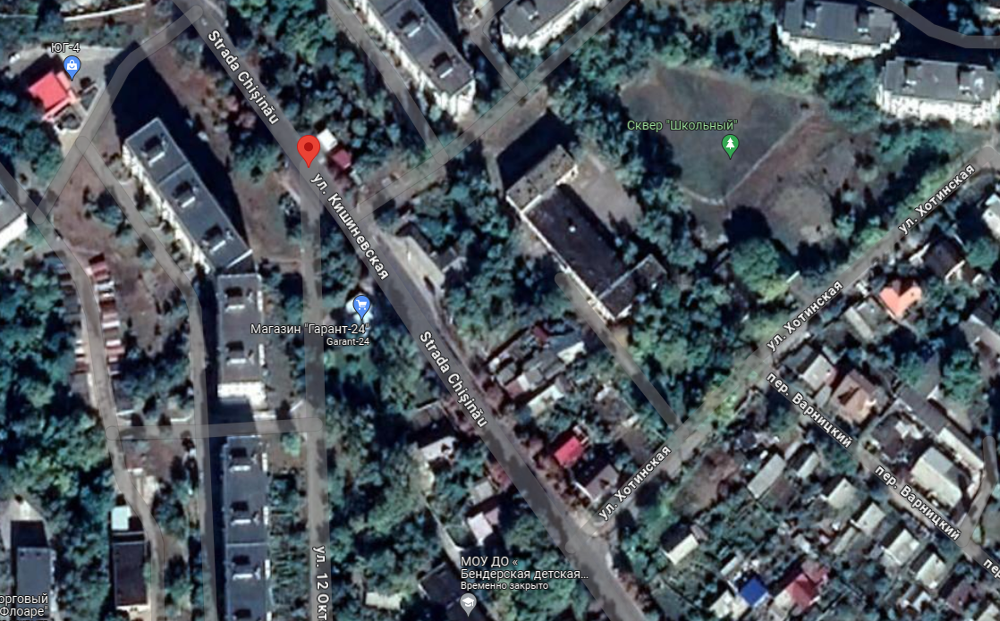 ЮГ-4
Strada Chișinău
Сквер "Школьный"
ул. Кишиневская
ул. Хотинская
ул. Хотинская
Магазин "Гарант-24"
Garant-24
Strada Chișinău
пер. Варницкий
ул. Хотинская
пер. Варницкий
ул. 12 Окт
МОУ ДО «
Бендерская детская...
Временно закрыто
пер
орговый
Флоаре"